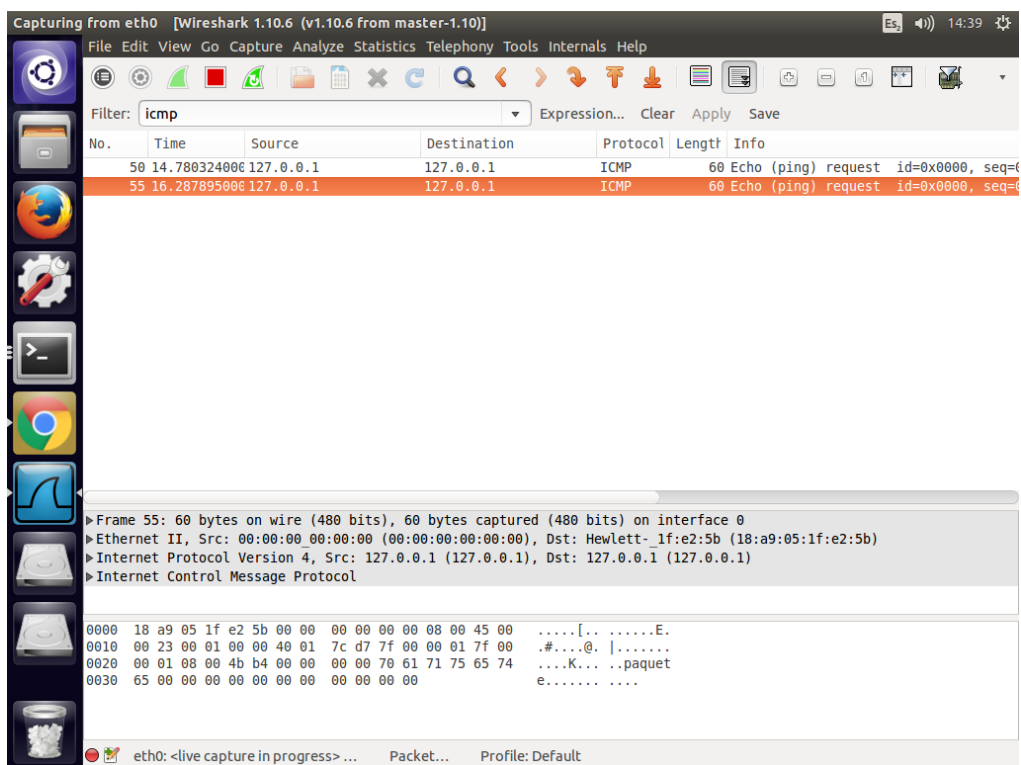 Capturing from eth0 [Wireshark 1.10.6 (v1.10.6 from master-1.10)] Es2 14:39
File Edit View Go Capture Analyze Statistics Telephony Tools Internals Help
Filter: icmp Expression... Clear Apply Save
No. Time Source Destination Protocol Length Info
50 14.780324000 127.0.0.1 127.0.0.1 ICMP 60 Echo (ping) request id=0x0000, seq=0
55 16.287895000 127.0.0.1 127.0.0.1 ICMP 60 Echo (ping) request id=0x0000, seq=0
Frame 55: 60 bytes on wire (480 bits), 60 bytes captured (480 bits) on interface 0
Ethernet II, Src: 00:00:00_00:00:00 (00:00:00:00:00:00), Dst: Hewlett-_1f:e2:5b (18:a9:05:1f:e2:5b)
Internet Protocol Version 4, Src: 127.0.0.1 (127.0.0.1), Dst: 127.0.0.1 (127.0.0.1)
Internet Control Message Protocol
0000 18 a9 05 1f e2 5b 00 00 00 00 00 00 08 00 45 00 .....[.. ......E.
0010 00 23 00 01 00 00 40 01 7c d7 7f 00 00 01 7f 00 .#....@. |.......
0020 00 01 08 00 4b b4 00 00 00 00 70 61 71 75 65 74 ....K... ..paquet
0030 65 00 00 00 00 00 00 00 00 00 00 00 e....... ....
eth0: <live capture in progress> ... Packet... Profile: Default